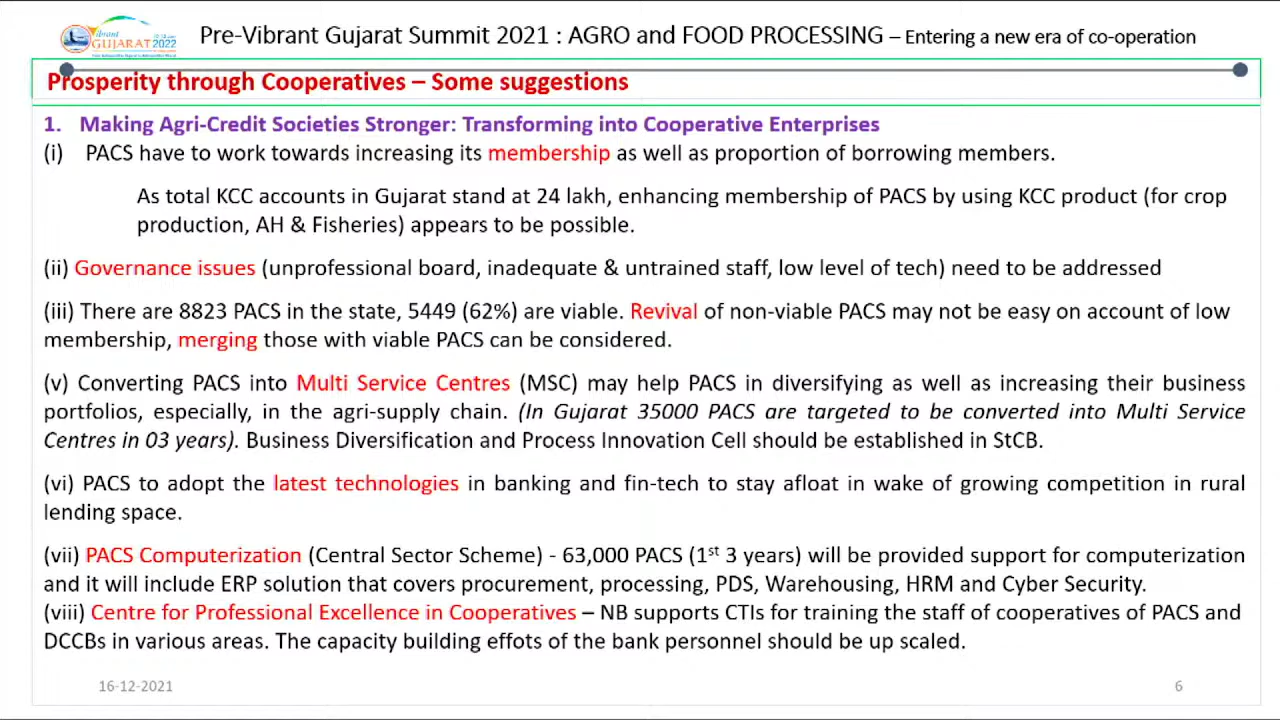 Vibrant
GUJARAT 2022
Pre-Vibrant Gujarat Summit 2021 : AGRO and FOOD PROCESSING – Entering a new era of co-operation
Prosperity through Cooperatives – Some suggestions
1. Making Agri-Credit Societies Stronger: Transforming into Cooperative Enterprises
(i) PACS have to work towards increasing its membership as well as proportion of borrowing members.
As total KCC accounts in Gujarat stand at 24 lakh, enhancing membership of PACS by using KCC product (for crop
production, AH & Fisheries) appears to be possible.
(ii) Governance issues (unprofessional board, inadequate & untrained staff, low level of tech) need to be addressed
(iii) There are 8823 PACS in the state, 5449 (62%) are viable. Revival of non-viable PACS may not be easy on account of low
membership, merging those with viable PACS can be considered.
(v) Converting PACS into Multi Service Centres (MSC) may help PACS in diversifying as well as increasing their business
portfolios, especially, in the agri-supply chain. (In Gujarat 35000 PACS are targeted to be converted into Multi Service
Centres in 03 years). Business Diversification and Process Innovation Cell should be established in StCB.
(vi) PACS to adopt the latest technologies in banking and fin-tech to stay afloat in wake of growing competition in rural
lending space.
(vii) PACS Computerization (Central Sector Scheme) - 63,000 PACS (1st 3 years) will be provided support for computerization
and it will include ERP solution that covers procurement, processing, PDS, Warehousing, HRM and Cyber Security.
(viii) Centre for Professional Excellence in Cooperatives – NB supports CTIs for training the staff of cooperatives of PACS and
DCCBs in various areas. The capacity building effots of the bank personnel should be up scaled.
16-12-2021
6